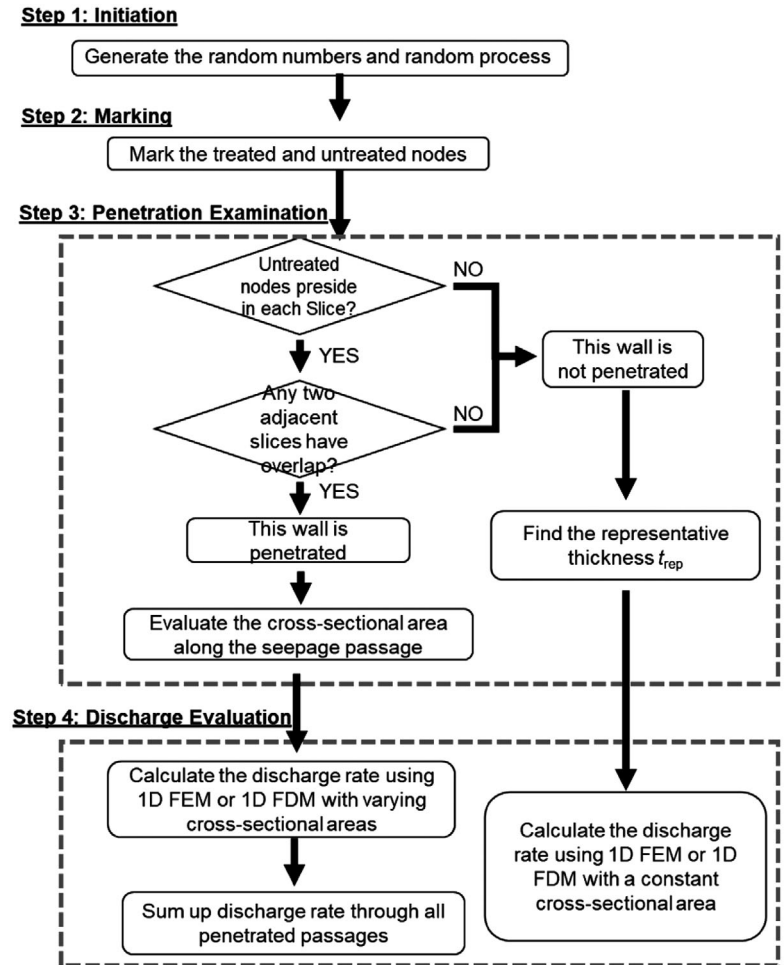 Step 1: Initiation
Generate the random numbers and random process
Step 2: Marking
Mark the treated and untreated nodes
Step 3: Penetration Examination
Untreated
nodes preside
in each Slice?
NO
YES
Any two
adjacent
slices have
overlap?
NO
YES
This wall is
not penetrated
This wall is
penetrated
Find the representative
thickness trep
Evaluate the cross-sectional area
along the seepage passage
Step 4: Discharge Evaluation
Calculate the discharge rate using
1D FEM or 1D FDM with varying
cross-sectional areas
Sum up discharge rate through all
penetrated passages
Calculate the discharge
rate using 1D FEM or 1D
FDM with a constant
cross-sectional area